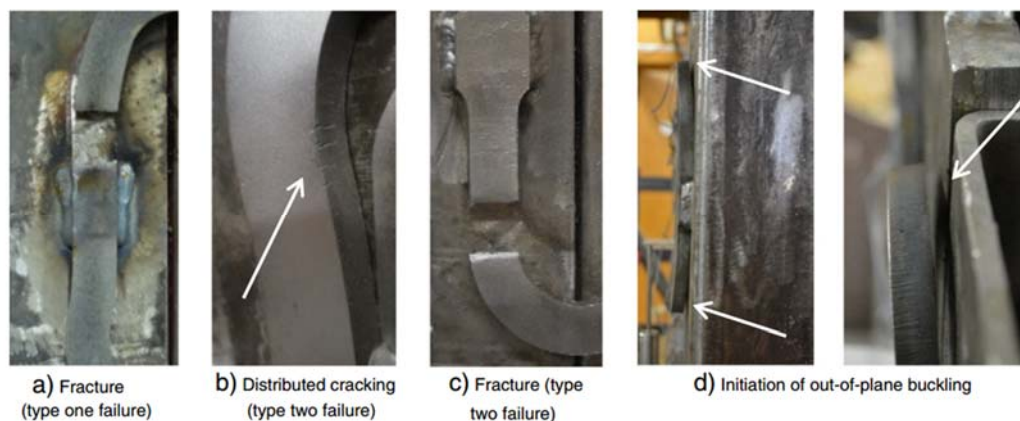 a) Fracture
(type one failure)
b) Distributed cracking
(type two failure)
c) Fracture (type
two failure)
d) Initiation of out-of-plane buckling